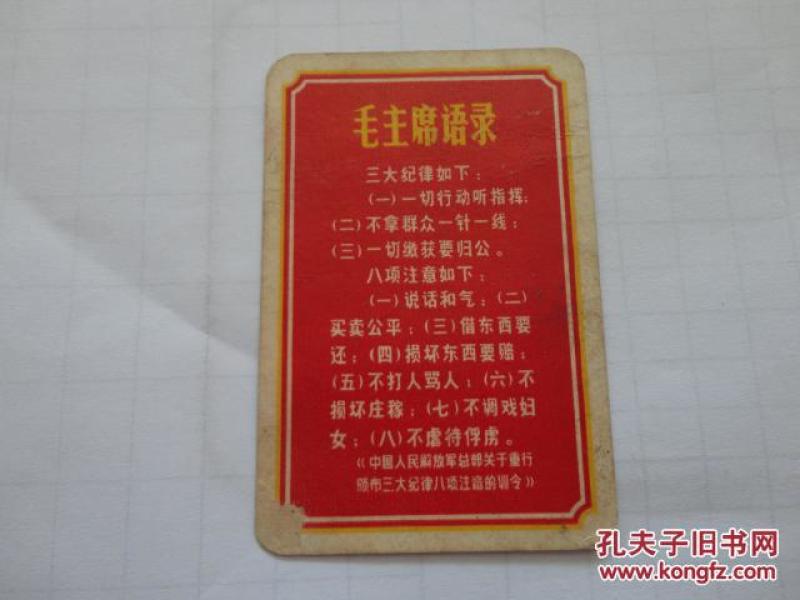 毛主席语录
三大纪律如下：
(一)一切行动听指挥；
(二)不拿群众一针一线；
(三)一切缴获要归公。
八项注意如下：
(一)说话和气；(二)
买卖公平；(三)借东西要
还；(四)损坏东西要赔；
(五)不打人骂人；(六)不
损坏庄稼；(七)不调戏妇
女；(八)不虐待俘虏。
《中国人民解放军总部关于重行
颁布三大纪律八项注意的训令》
孔夫子旧书网
www.kongfz.com